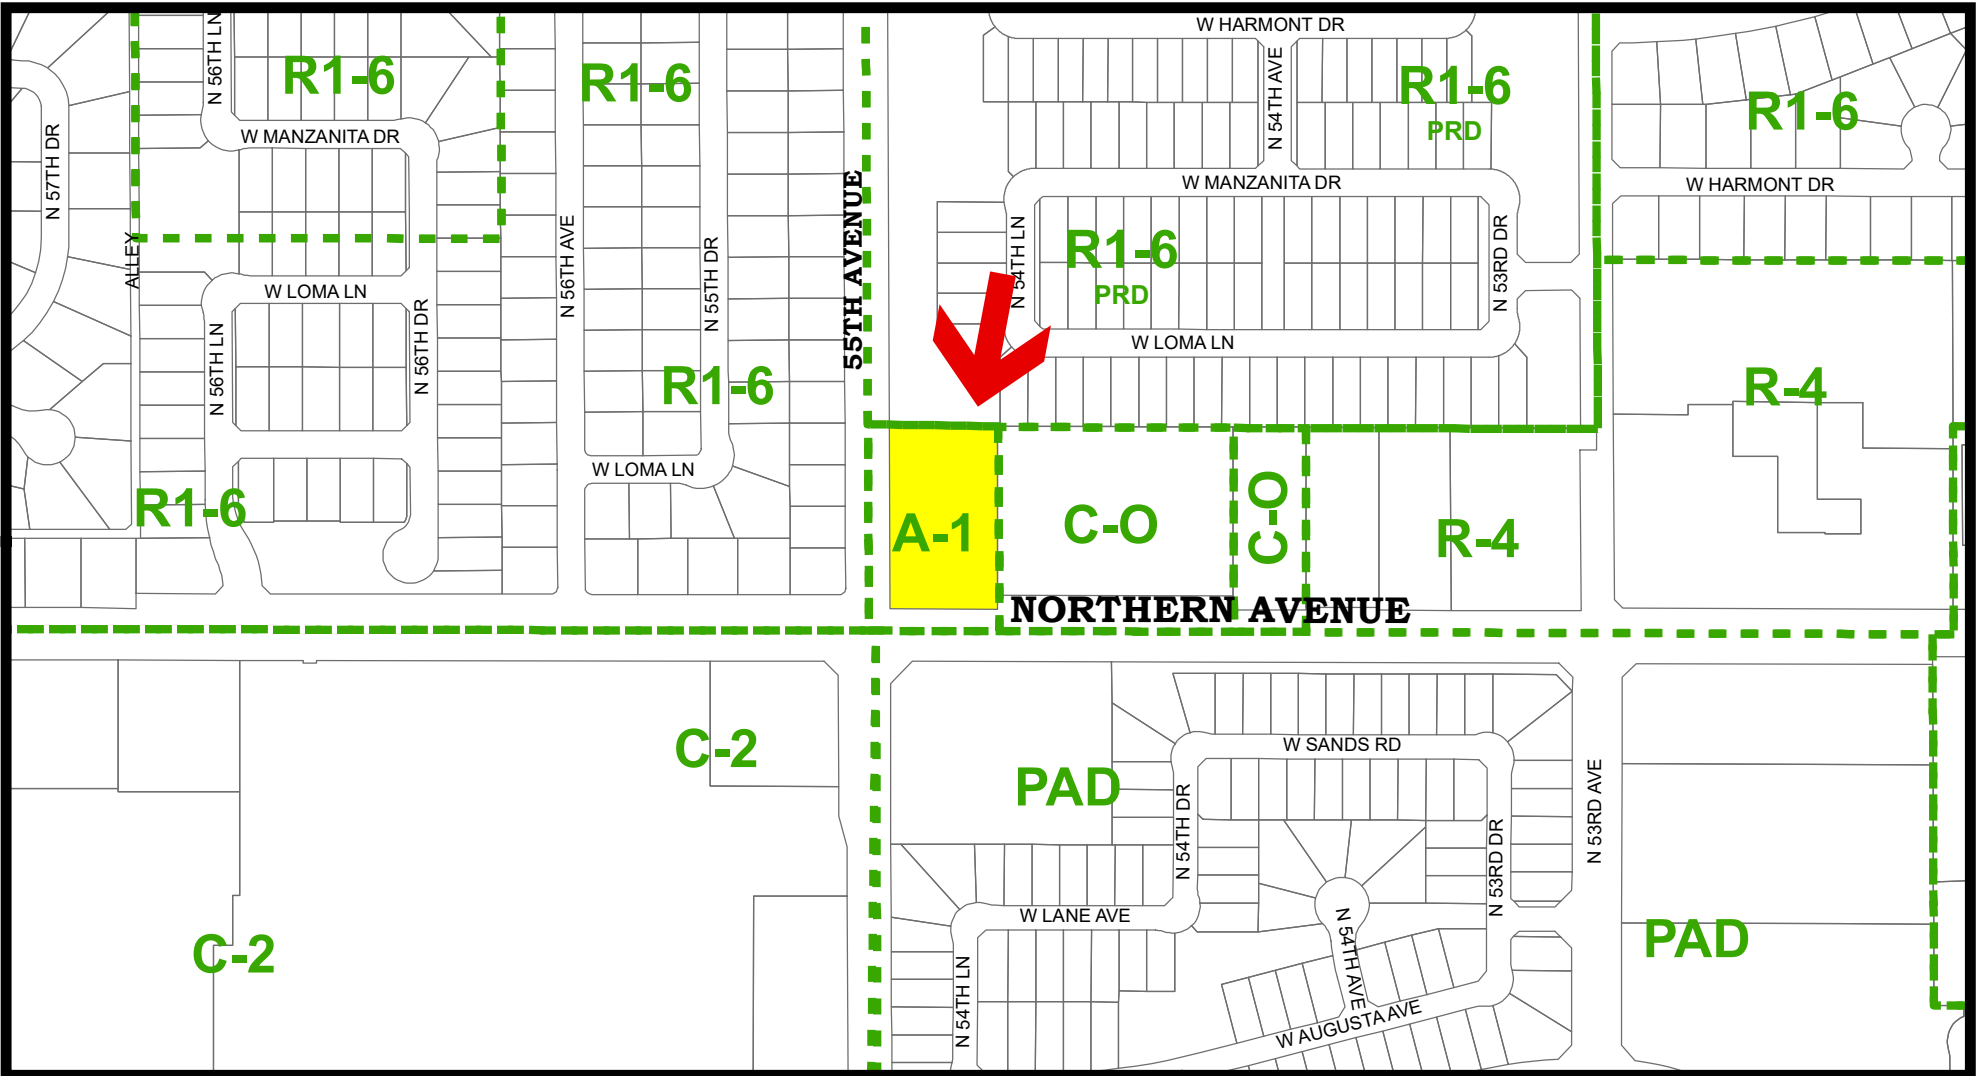 W HARMONT DR
N 56TH LN
R1-6
R1-6
N 54TH AVE
R1-6
PRD
R1-6
N 57TH DR
W MANZANITA DR
W MANZANITA DR
W HARMONT DR
55TH AVENUE
ALLEY
N 56TH AVE
N 55TH DR
N 54TH LN
R1-6
PRD
N 53RD DR
W LOMA LN
N 56TH LN
N 56TH DR
W LOMA LN
R1-6
R-4
W LOMA LN
R1-6
A-1
C-O
C-O
R-4
NORTHERN AVENUE
C-2
W SANDS RD
PAD
N 54TH DR
N 53RD DR
N 53RD AVE
W LANE AVE
N 54TH AVE
C-2
PAD
N 54TH LN
W AUGUSTA AVE